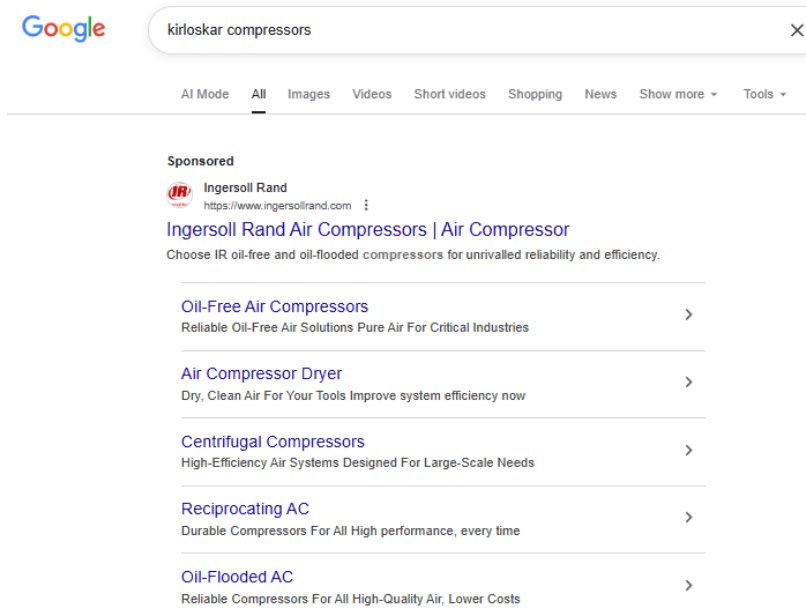 Google
kirloskar compressors
AI Mode All Images Videos Short videos Shopping News Show more Tools
Sponsored
IR
Ingersoll Rand
https://www.ingersollrand.com
Ingersoll Rand Air Compressors | Air Compressor
Choose IR oil-free and oil-flooded compressors for unrivalled reliability and efficiency.
Oil-Free Air Compressors
Reliable Oil-Free Air Solutions Pure Air For Critical Industries
Air Compressor Dryer
Dry, Clean Air For Your Tools Improve system efficiency now
Centrifugal Compressors
High-Efficiency Air Systems Designed For Large-Scale Needs
Reciprocating AC
Durable Compressors For All High performance, every time
Oil-Flooded AC
Reliable Compressors For All High-Quality Air, Lower Costs